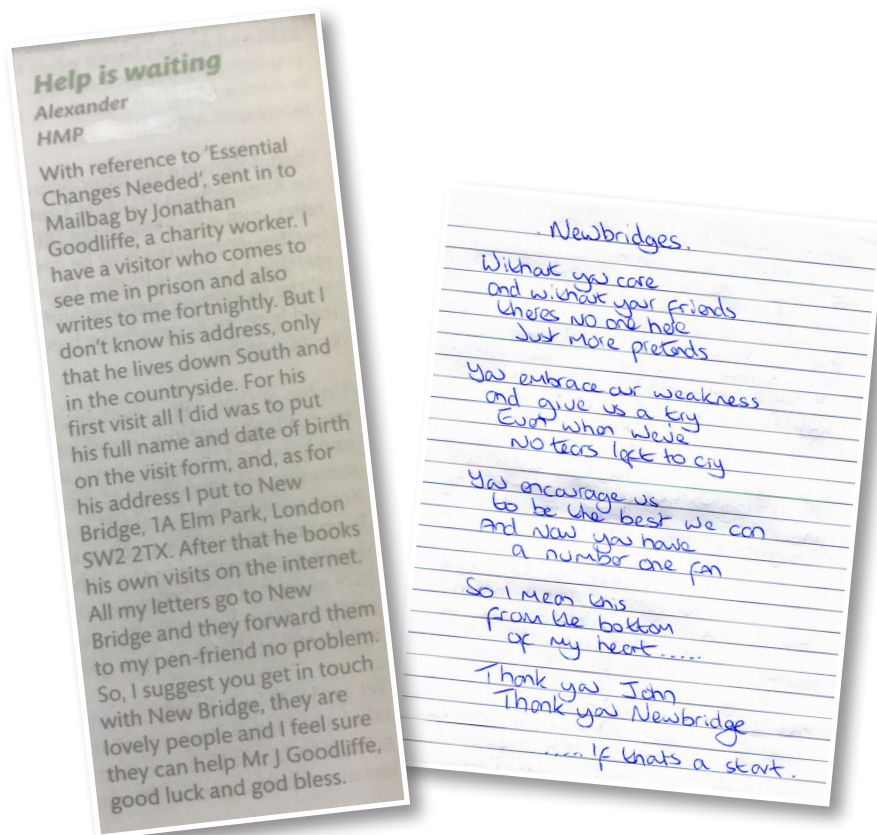 Help is waiting
Alexander
HMP
With reference to 'Essential
Changes Needed', sent in to
Mailbag by Jonathan
Goodliffe, a charity worker. I
have a visitor who comes to
see me in prison and also
writes to me fortnightly. But I
don't know his address, only
that he lives down South and
in the countryside. For his
first visit all I did was to put
his full name and date of birth
on the visit form, and, as for
his address I put to New
Bridge, 1A Elm Park, London
SW2 2TX. After that he books
his own visits on the internet.
All my letters go to New
Bridge and they forward them
to my pen-friend no problem.
So, I suggest you get in touch
with New Bridge, they are
lovely people and I feel sure
they can help Mr J Goodliffe,
good luck and god bless.
. Newbridges.
Without you care
and without your friends
theres no one here
Just more pretends
You embrace our weakness
and give us a try
Even when we've
No tears left to cry
You encourage us
to be the best we can
And Now you have
a number one fan
So I mean this
from the bottom
of my heart.....
Thank you John
Thank you Newbridge
..... If thats a start.